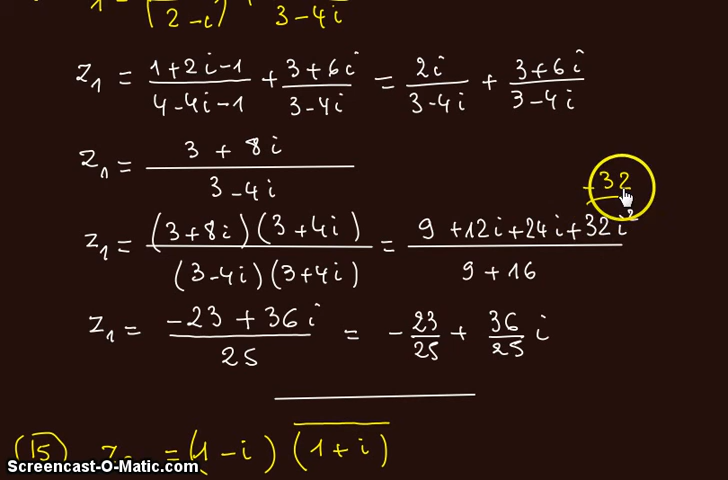 z₁ = (1+2i-1)/(4-4i-1) + (3+6i)/(3-4i) = 2i/(3-4i) + (3+6i)/(3-4i)
z₁ = (3+8i)/(3-4i)
-32
z₁ = (3+8i)(3+4i)/(3-4i)(3+4i) = (9+12i+24i+32i²)/(9+16)
z₁ = (-23+36i)/25 = -23/25 + 36/25 i
(15) = (1-i) (1+i)
Screencast-O-Matic.com